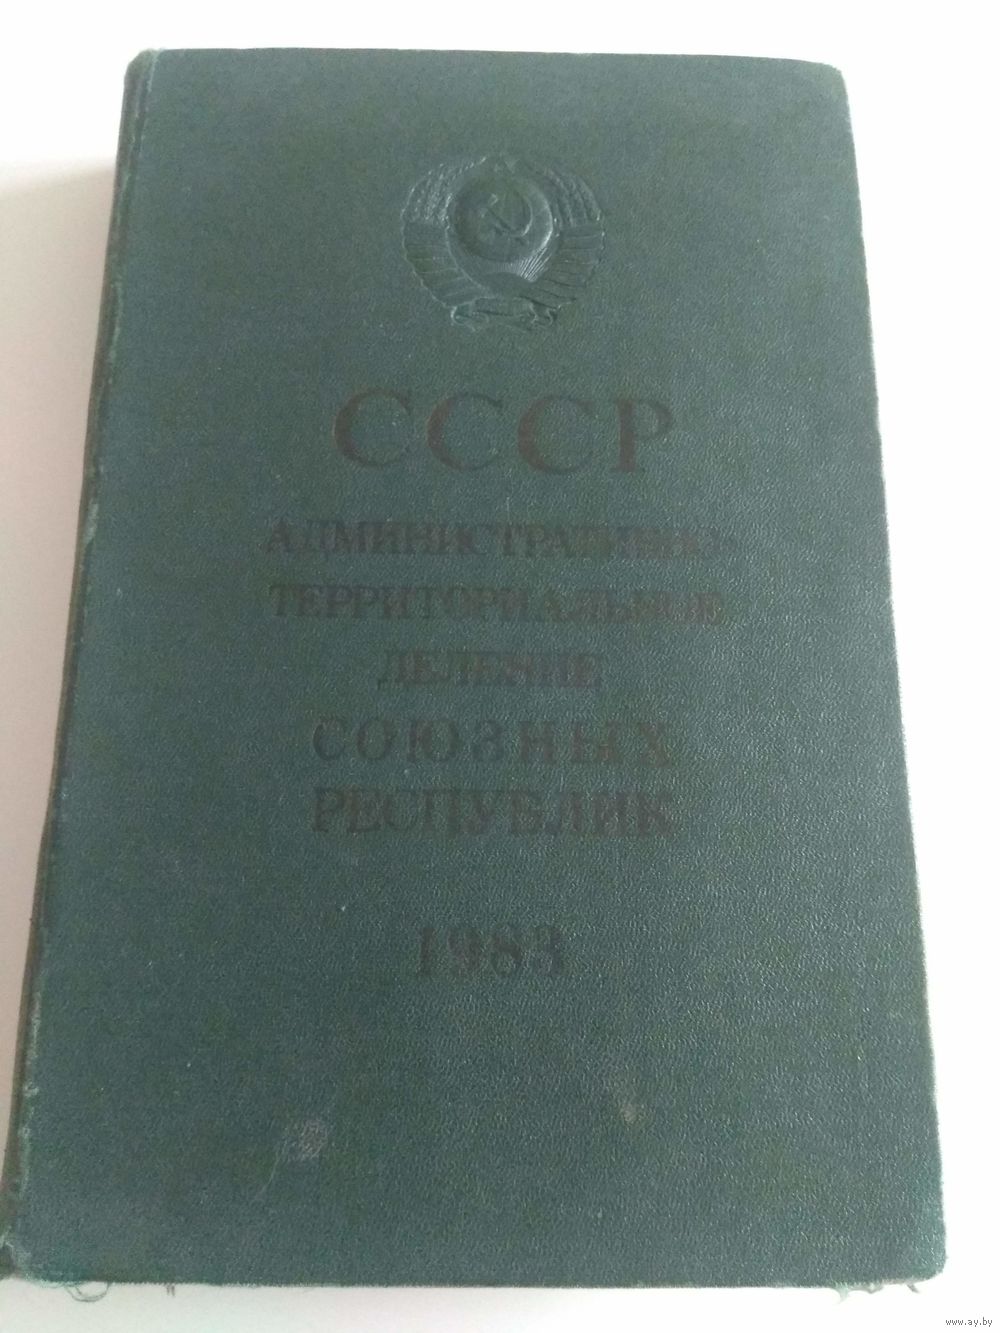 СССР
АДМИНИСТРАТИВНО-
ТЕРРИТОРИАЛЬНОЕ
ДЕЛЕНИЕ
СОЮЗНЫХ
РЕСПУБЛИК
1983
www.ay.by